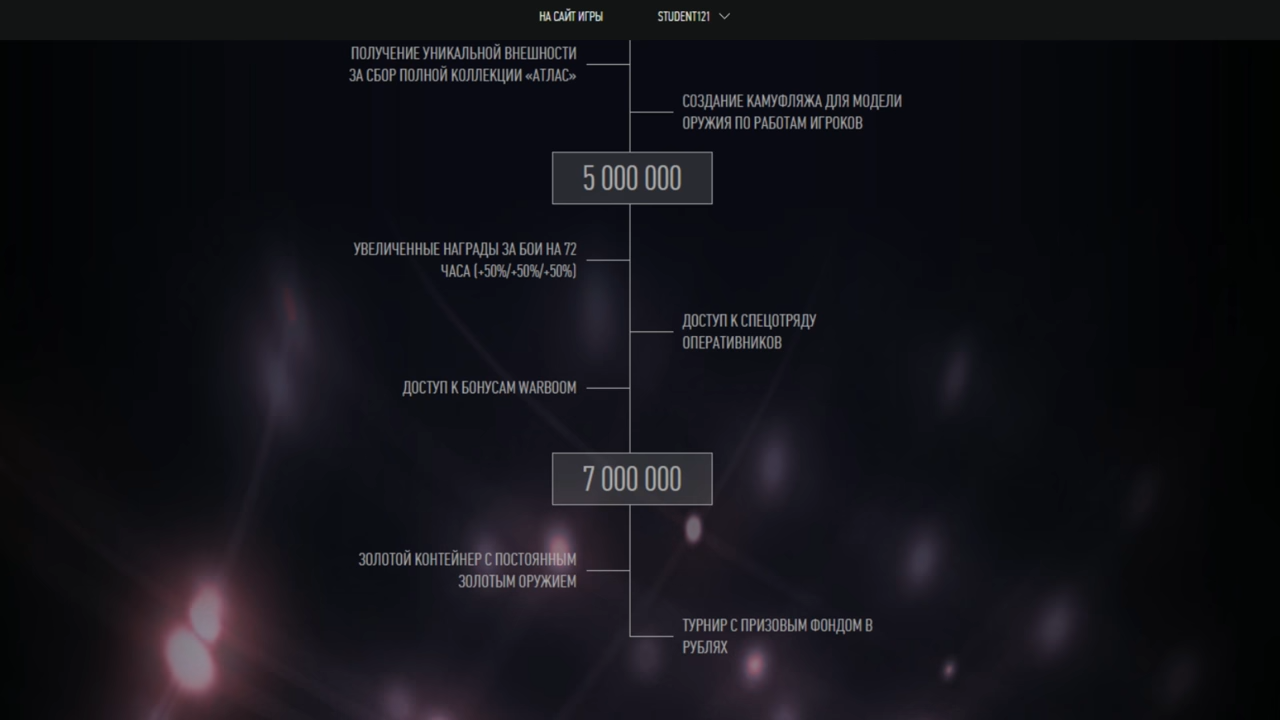 НА САЙТ ИГРЫ
STUDENT121
ПОЛУЧЕНИЕ УНИКАЛЬНОЙ ВНЕШНОСТИ
ЗА СБОР ПОЛНОЙ КОЛЛЕКЦИИ «АТЛАС»
СОЗДАНИЕ КАМУФЛЯЖА ДЛЯ МОДЕЛИ
ОРУЖИЯ ПО РАБОТАМ ИГРОКОВ
5 000 000
УВЕЛИЧЕННЫЕ НАГРАДЫ ЗА БОИ НА 72
ЧАСА (+50%/+50%/+50%)
ДОСТУП К СПЕЦОТРЯДУ
ОПЕРАТИВНИКОВ
ДОСТУП К БОНУСАМ WARBOOM
7 000 000
ЗОЛОТОЙ КОНТЕЙНЕР С ПОСТОЯННЫМ
ЗОЛОТЫМ ОРУЖИЕМ
ТУРНИР С ПРИЗОВЫМ ФОНДОМ В
РУБЛЯХ